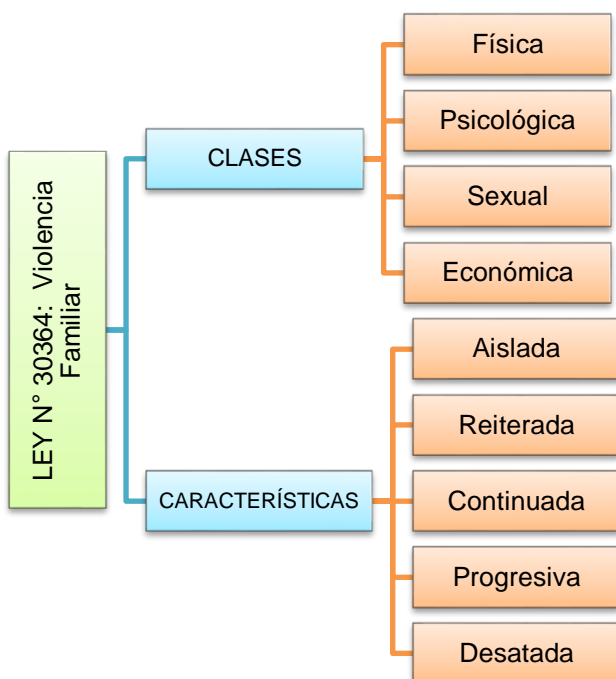 LEY N° 30364: Violencia
Familiar
CLASES
Física
Psicológica
Sexual
Económica
CARACTERÍSTICAS
Aislada
Reiterada
Continuada
Progresiva
Desatada